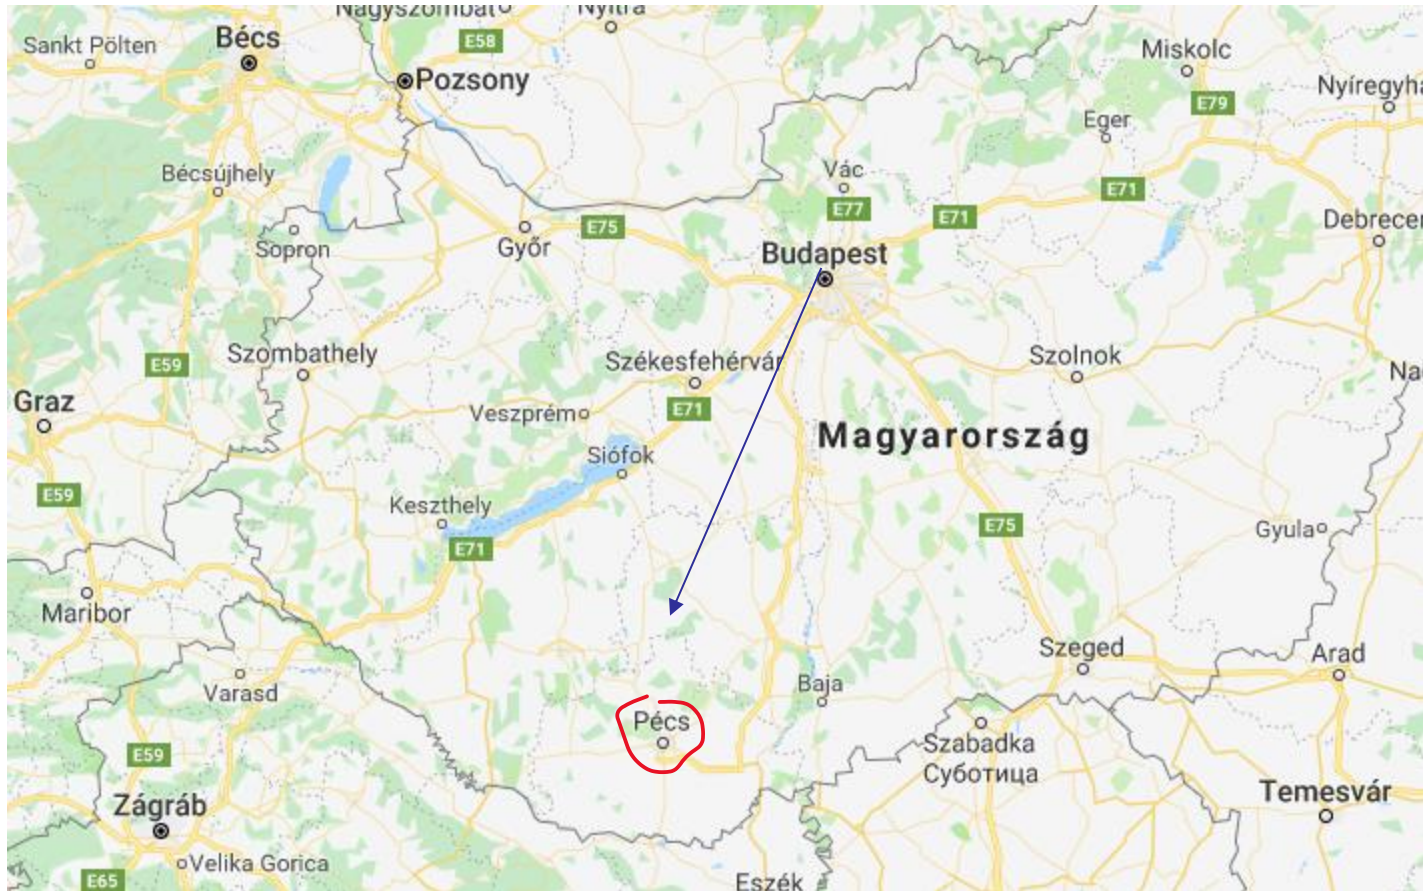 Nagyszombat
Nyitra
Sankt Pölten
Bécs
E58
Pozsony
Miskolc
Nyíregyh
E79
Eger
Bécsújhely
Vác
E71
E77
E71
Debrece
Sopron
Győr
E75
Budapest
Szombathely
E59
Székesfehérvár
Szolnok
Na
Graz
Veszprém
E71
Magyarország
Siófok
E59
Keszthely
E75
Gyula
E71
Maribor
Szeged
Arad
Varasd
Baja
Pécs
E59
Szabadka
Суботица
Zágráb
Temesvár
Velika Gorica
E65
Eszék